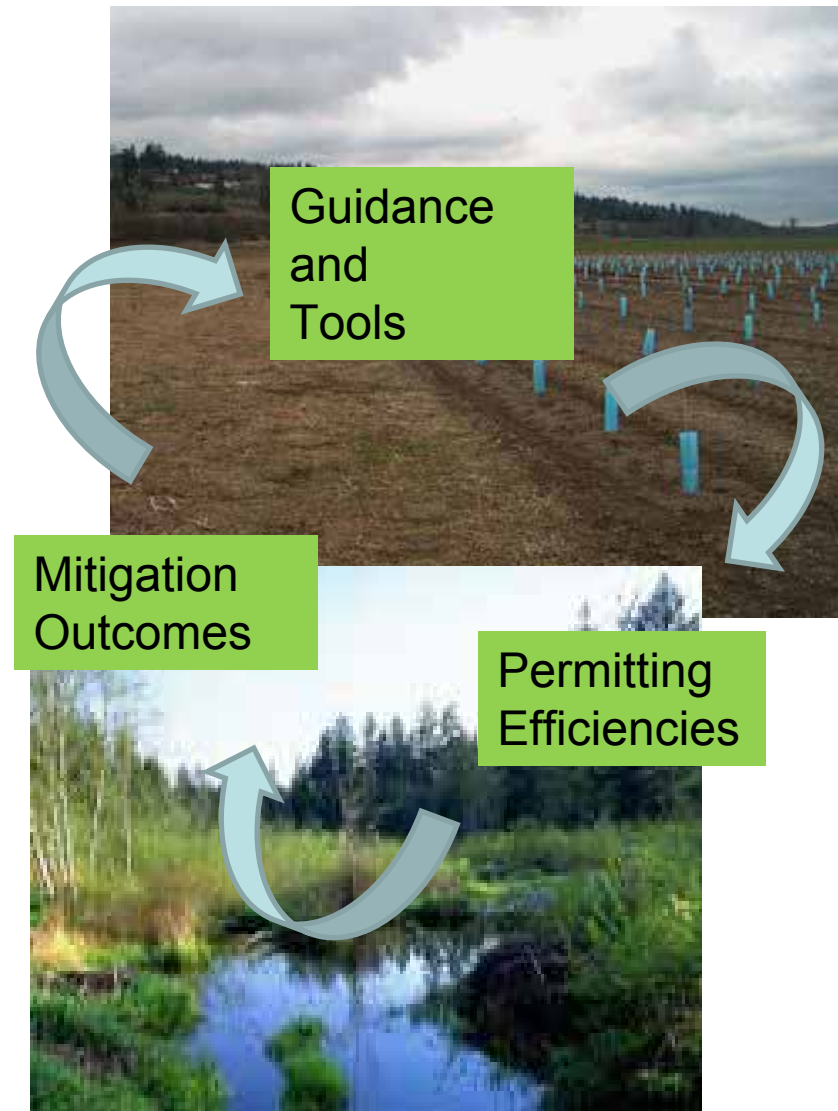 Guidance
and
Tools
Mitigation
Outcomes
Permitting
Efficiencies